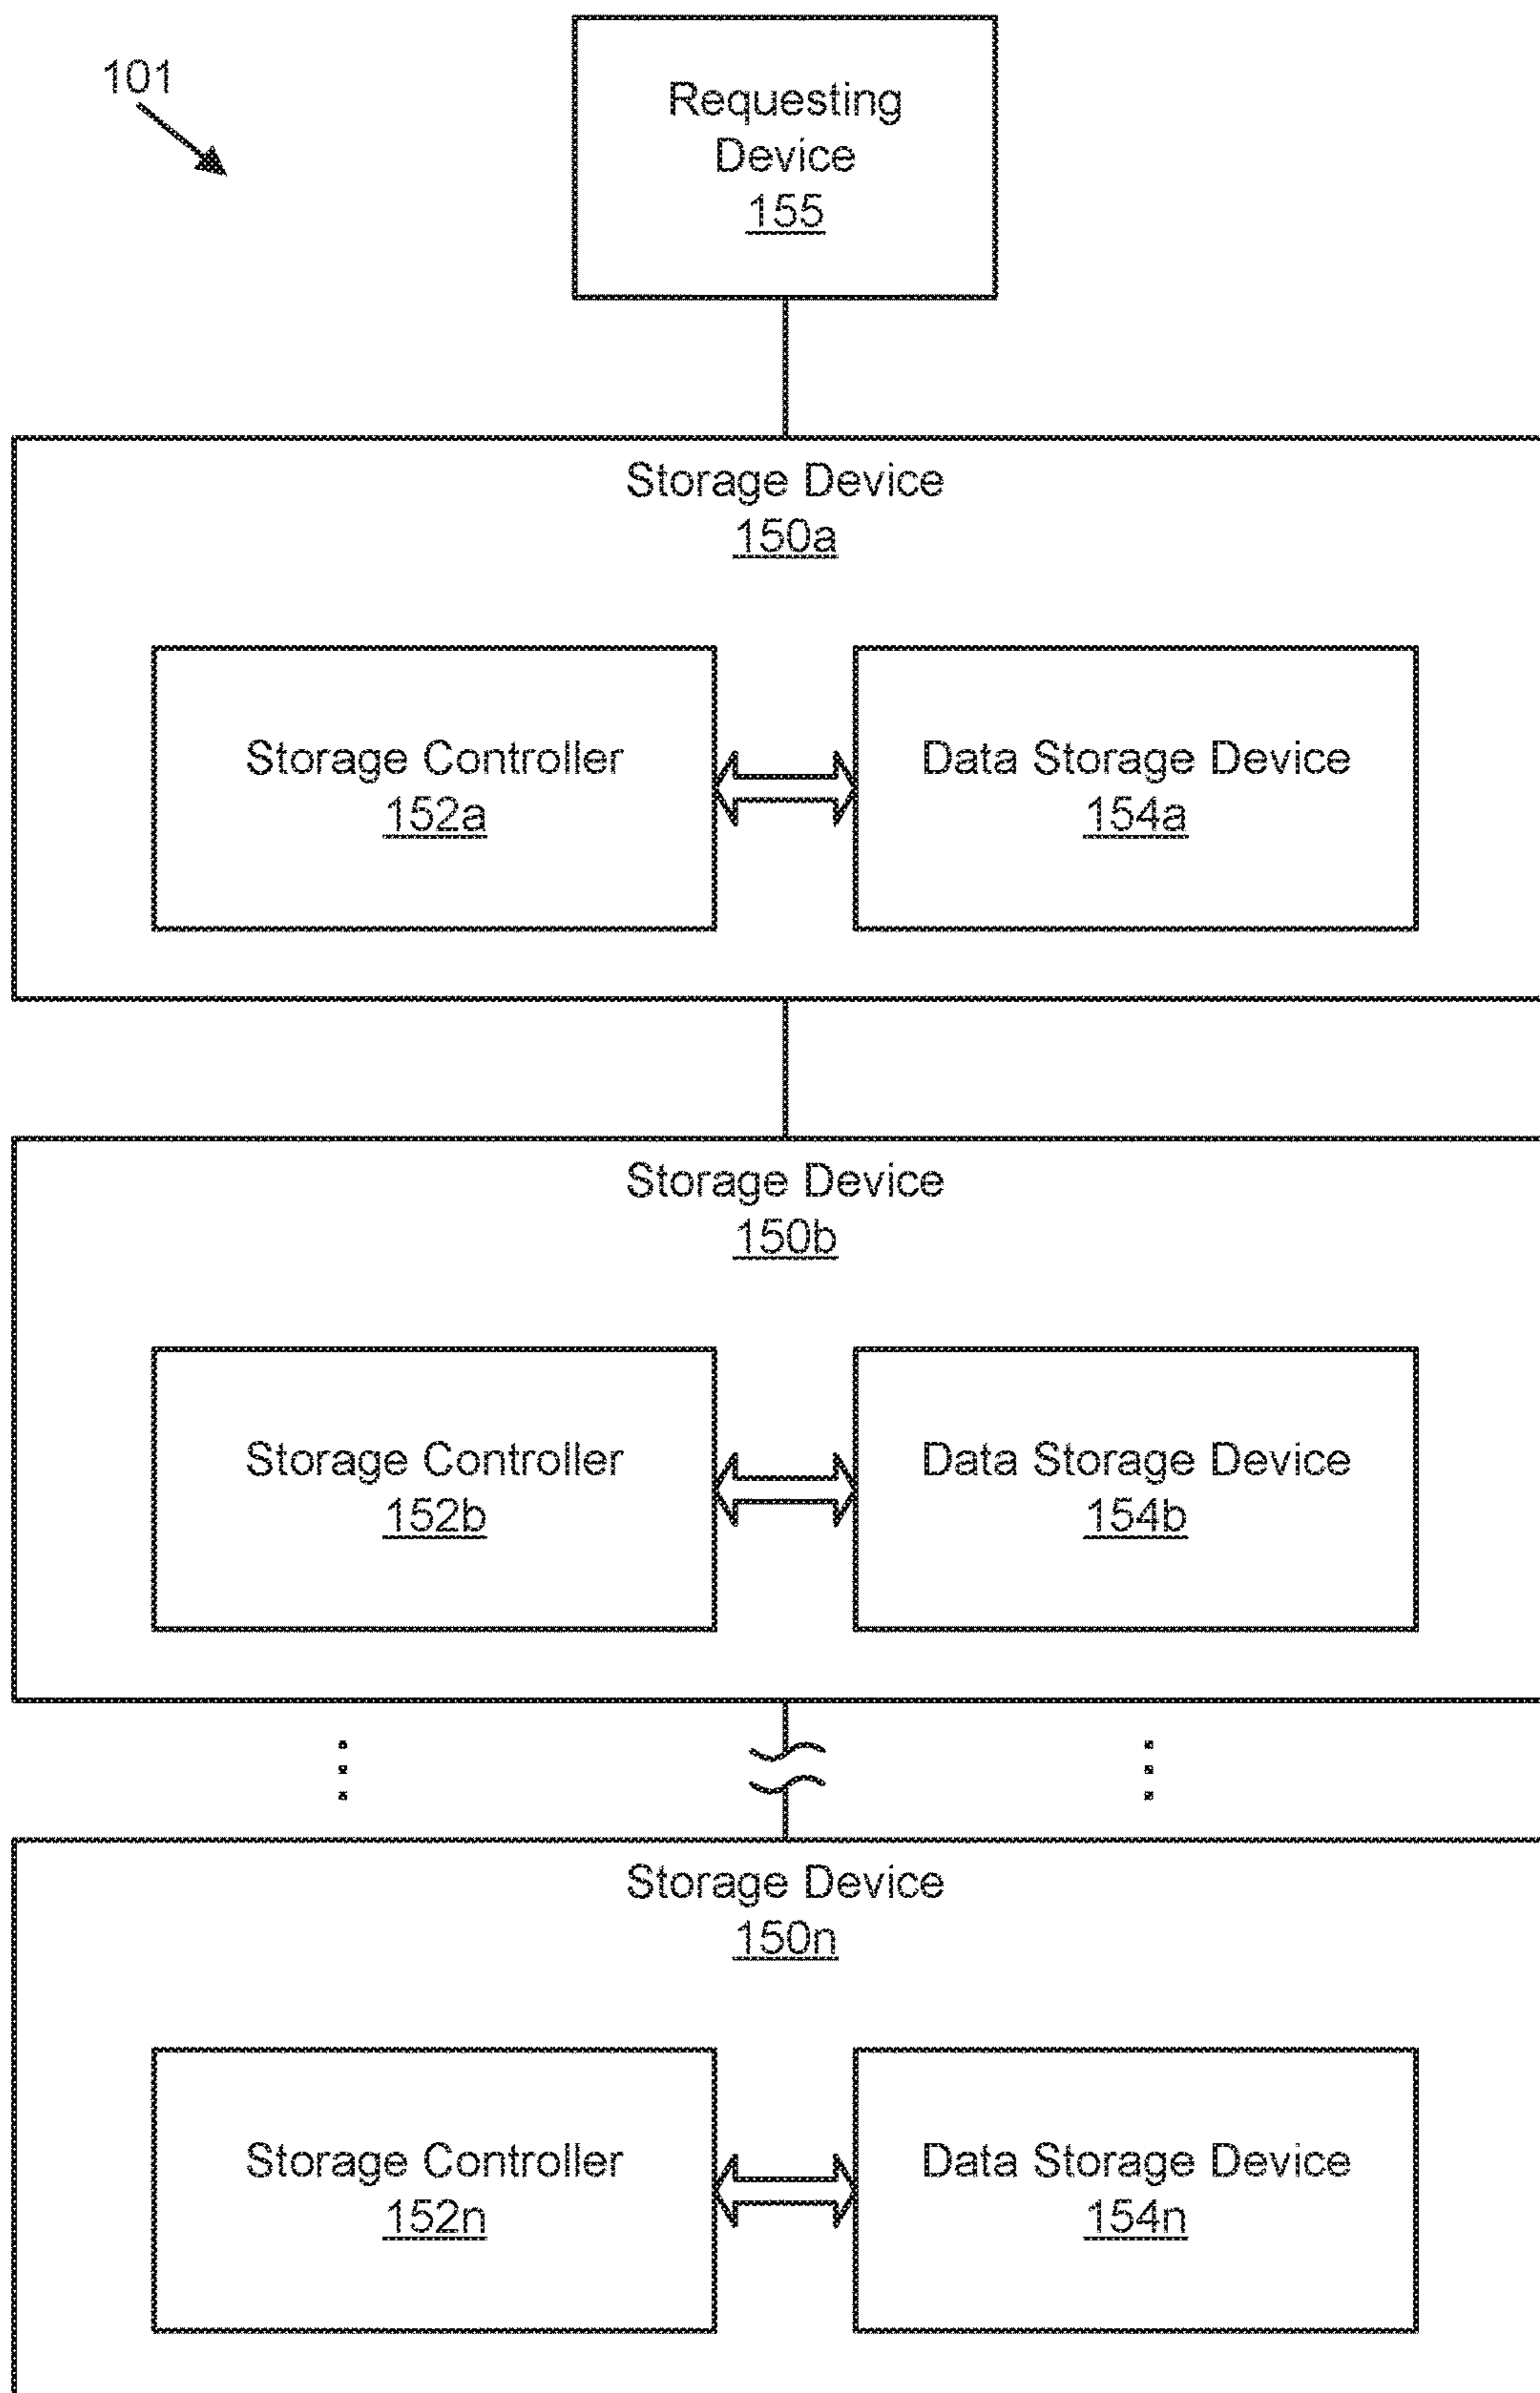 101
Requesting
Device
155
Storage Device
150a
Storage Controller
152a
Data Storage Device
154a
Storage Device
150b
Storage Controller
152b
Data Storage Device
154b
Storage Device
150n
Storage Controller
152n
Data Storage Device
154n